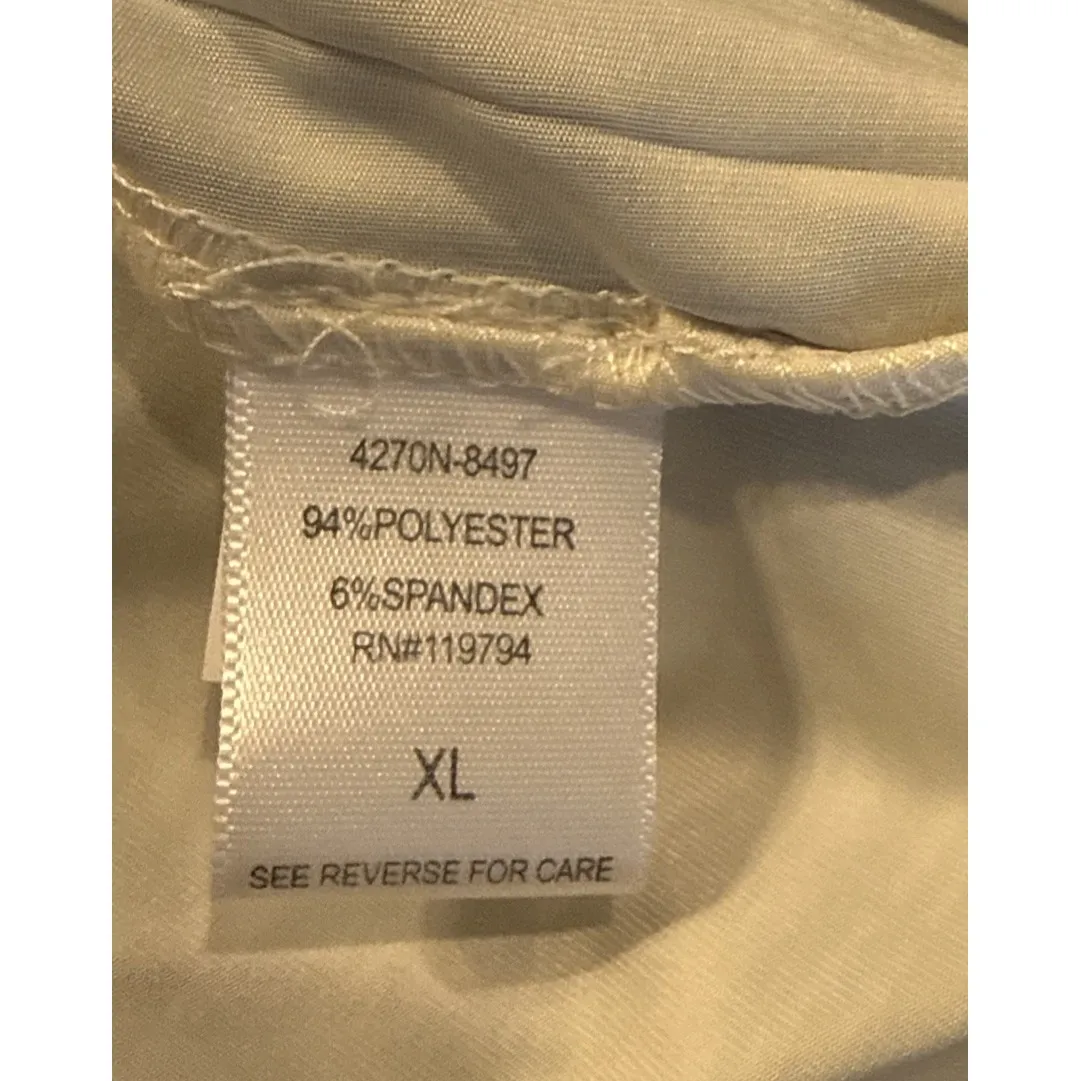 4270N-8497
94%POLYESTER
6%SPANDEX
RN#119794
XL
SEE REVERSE FOR CARE